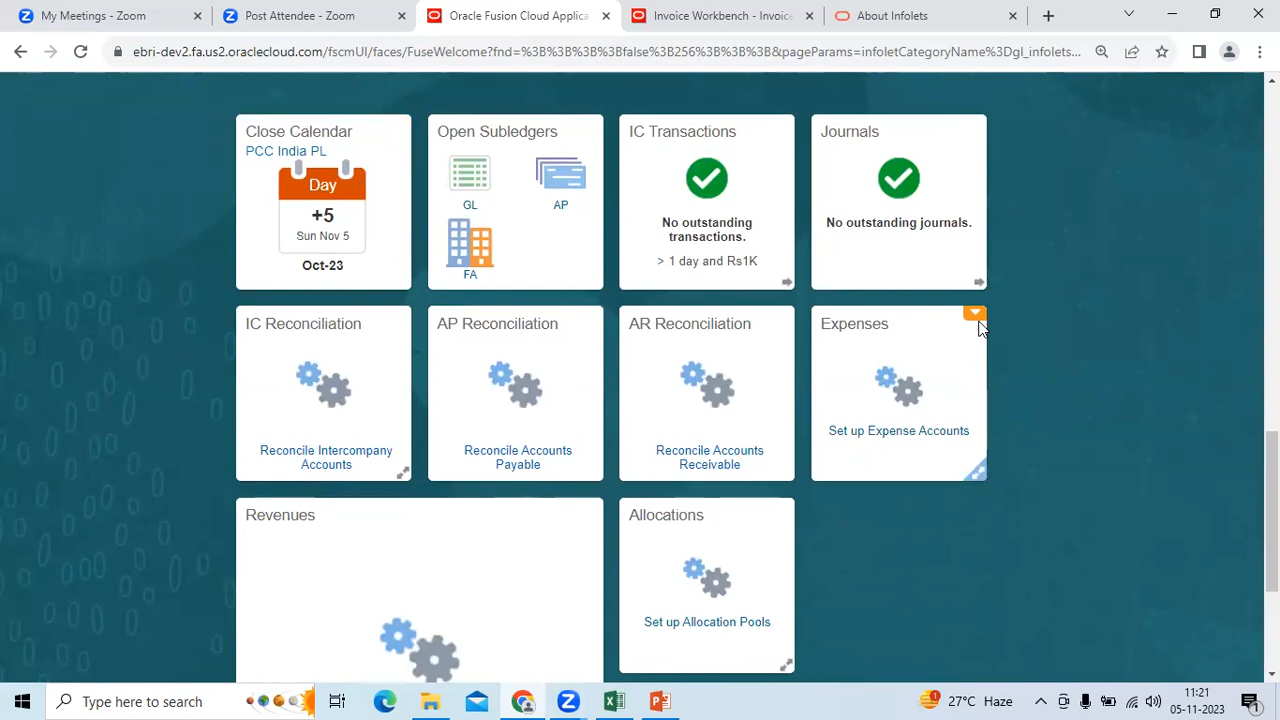 My Meetings - Zoom
Post Attendee - Zoom
Oracle Fusion Cloud Applica
Invoice Workbench - Invoice
About Infolets
ebri-dev2.fa.us2.oraclecloud.com/fscmUI/faces/FuseWelcome?fnd=%3B%3B%3B%3Bfalse%3B256%3B%3B%3B&pageParams=infoletCategoryName%3Dgl_infolets...
Close Calendar
PCC India PL
Day
+5
Sun Nov 5
Oct-23
Open Subledgers
GL
AP
FA
IC Transactions
No outstanding
transactions.
> 1 day and Rs1K
Journals
No outstanding journals.
IC Reconciliation
Reconcile Intercompany
Accounts
AP Reconciliation
Reconcile Accounts
Payable
AR Reconciliation
Reconcile Accounts
Receivable
Expenses
Set up Expense Accounts
Revenues
Allocations
Set up Allocation Pools
Type here to search
1
27°C Haze
11:21
05-11-2023
1